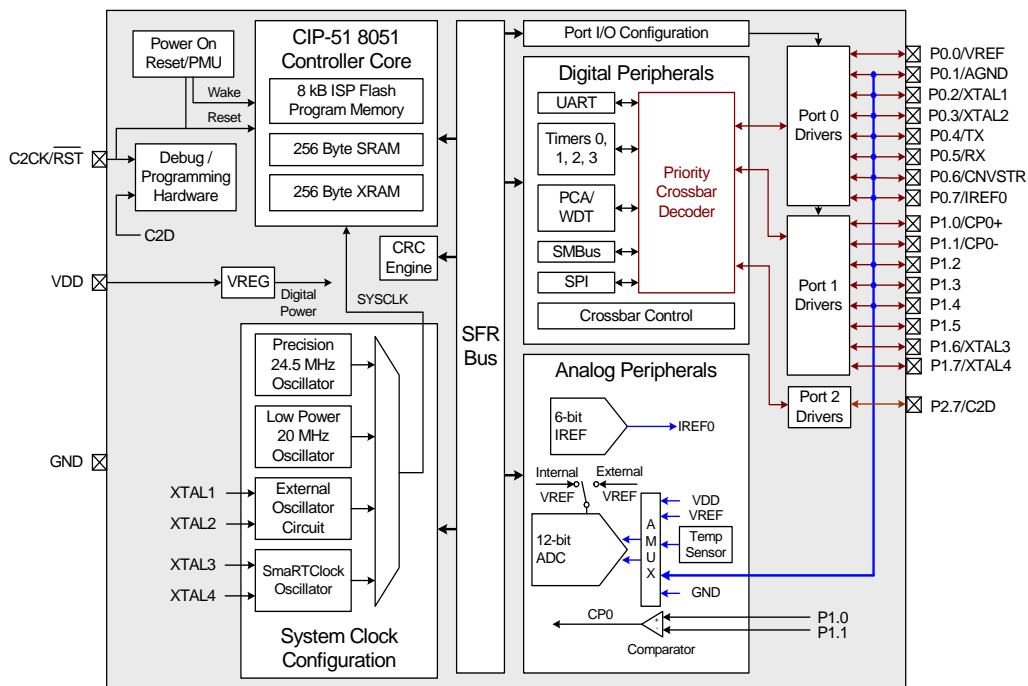 Power On
Reset/PMU
Wake
Reset
C2CK/RST
Debug /
Programming
Hardware
C2D
VDD
VREG
Digital
Power
GND
CIP-51 8051
Controller Core
8 kB ISP Flash
Program Memory
256 Byte SRAM
256 Byte XRAM
CRC
Engine
SYSCLK
Precision
24.5 MHz
Oscillator
Low Power
20 MHz
Oscillator
XTAL1
XTAL2
External
Oscillator
Circuit
XTAL3
XTAL4
SmaRTClock
Oscillator
System Clock
Configuration
SFR
Bus
Port I/O Configuration
Digital Peripherals
UART
Timers 0,
1, 2, 3
PCA/
WDT
SMBus
SPI
Priority
Crossbar
Decoder
Crossbar Control
Analog Peripherals
6-bit
IREF
IREF0
Internal
VREF
External
VREF
12-bit
ADC
A
M
U
X
VDD
VREF
Temp
Sensor
GND
CP0
+
-
Comparator
P1.0
P1.1
Port 0
Drivers
Port 1
Drivers
Port 2
Drivers
P0.0/VREF
P0.1/AGND
P0.2/XTAL1
P0.3/XTAL2
P0.4/TX
P0.5/RX
P0.6/CNVSTR
P0.7/IREF0
P1.0/CP0+
P1.1/CP0-
P1.2
P1.3
P1.4
P1.5
P1.6/XTAL3
P1.7/XTAL4
P2.7/C2D